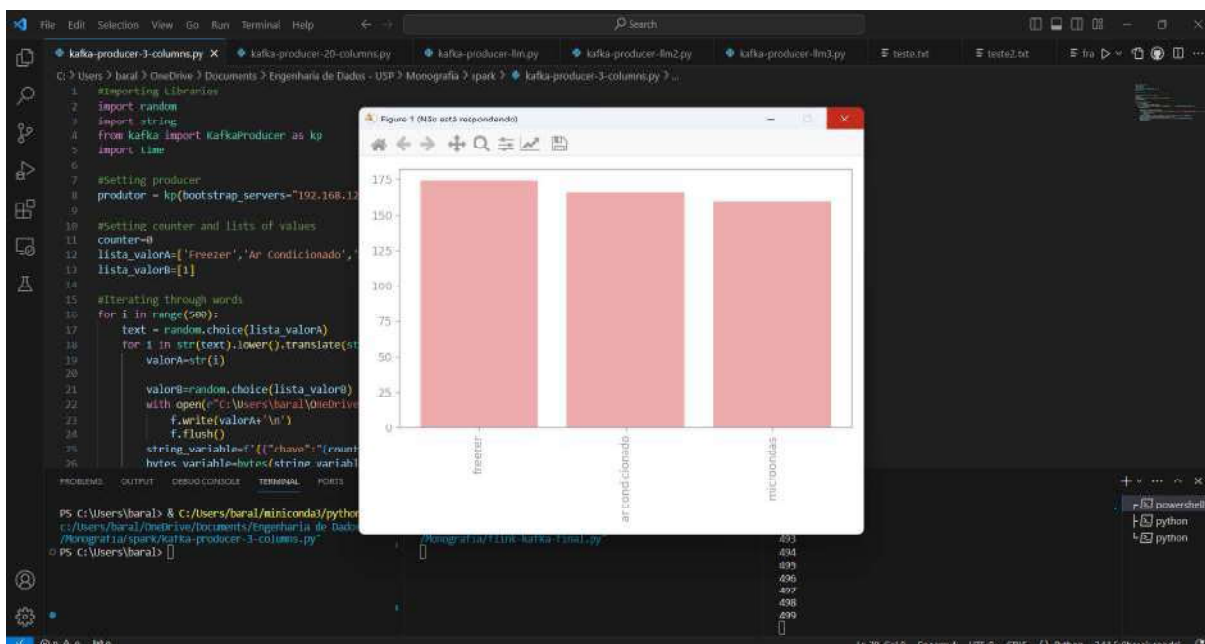 File Edit Selection View Go Run Terminal Help
Search
kafka-producer-3-columns.py
kafka-producer-20-columns.py
kafka-producer-llm.py
kafka-producer-llm2.py
kafka-producer-llm3.py
teste.txt
teste2.txt
C: > Users > baral > OneDrive > Documents > Engenharia de Dados - USP > Monografia > spark > kafka-producer-3-columns.py > ...
1 #Importing Libraries
2 import random
3 import string
4 from kafka import KafkaProducer as kp
5 import time
6
7 #Setting producer
8 produtor = kp(bootstrap_servers="192.168.12
9
10 #Setting counter and lists of values
11 counter=0
12 lista_valorA=['Freezer','Ar Condicionado','
13 lista_valorB=[1]
14
15 #Iterating through words
16 for i in range(500):
17 text = random.choice(lista_valorA)
18 for i in str(text).lower().translate(st
19 valorA=str(i)
20
21 valorB=random.choice(lista_valorB)
22 with open(r"C:\Users\baral\OneDrive
23 f.write(valorA+'\n')
24 f.flush()
25 string_variable=f'{{"chave":"{count
26 bytes_variable=bytes(string_variabl
Figure 1 (Não está respondendo)
175
150
125
100
75
50
25
0
freezer
arcondicionado
microondas
PROBLEMS OUTPUT DEBUG CONSOLE TERMINAL PORTS
PS C:\Users\baral> & C:/Users/baral/miniconda3/python
c:/Users/baral/OneDrive/Documents/Engenharia de Dados
/Monografia/spark/kafka-producer-3-columns.py"
PS C:\Users\baral>
/Monografia/flink-kafka-final.py"
493
494
495
496
497
498
499
powershell
python
python